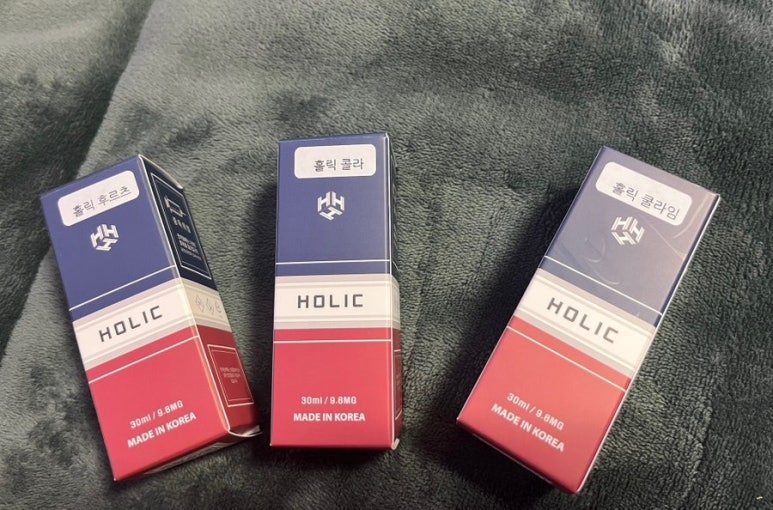 홀릭 후르츠
HOLIC
30ml / 9.8MG
MADE IN KOREA
홀릭 콜라
HOLIC
30ml / 9.8MG
MADE IN KOREA
홀릭 쿨라임
HOLIC
30ml / 9.8MG
MADE IN KOREA